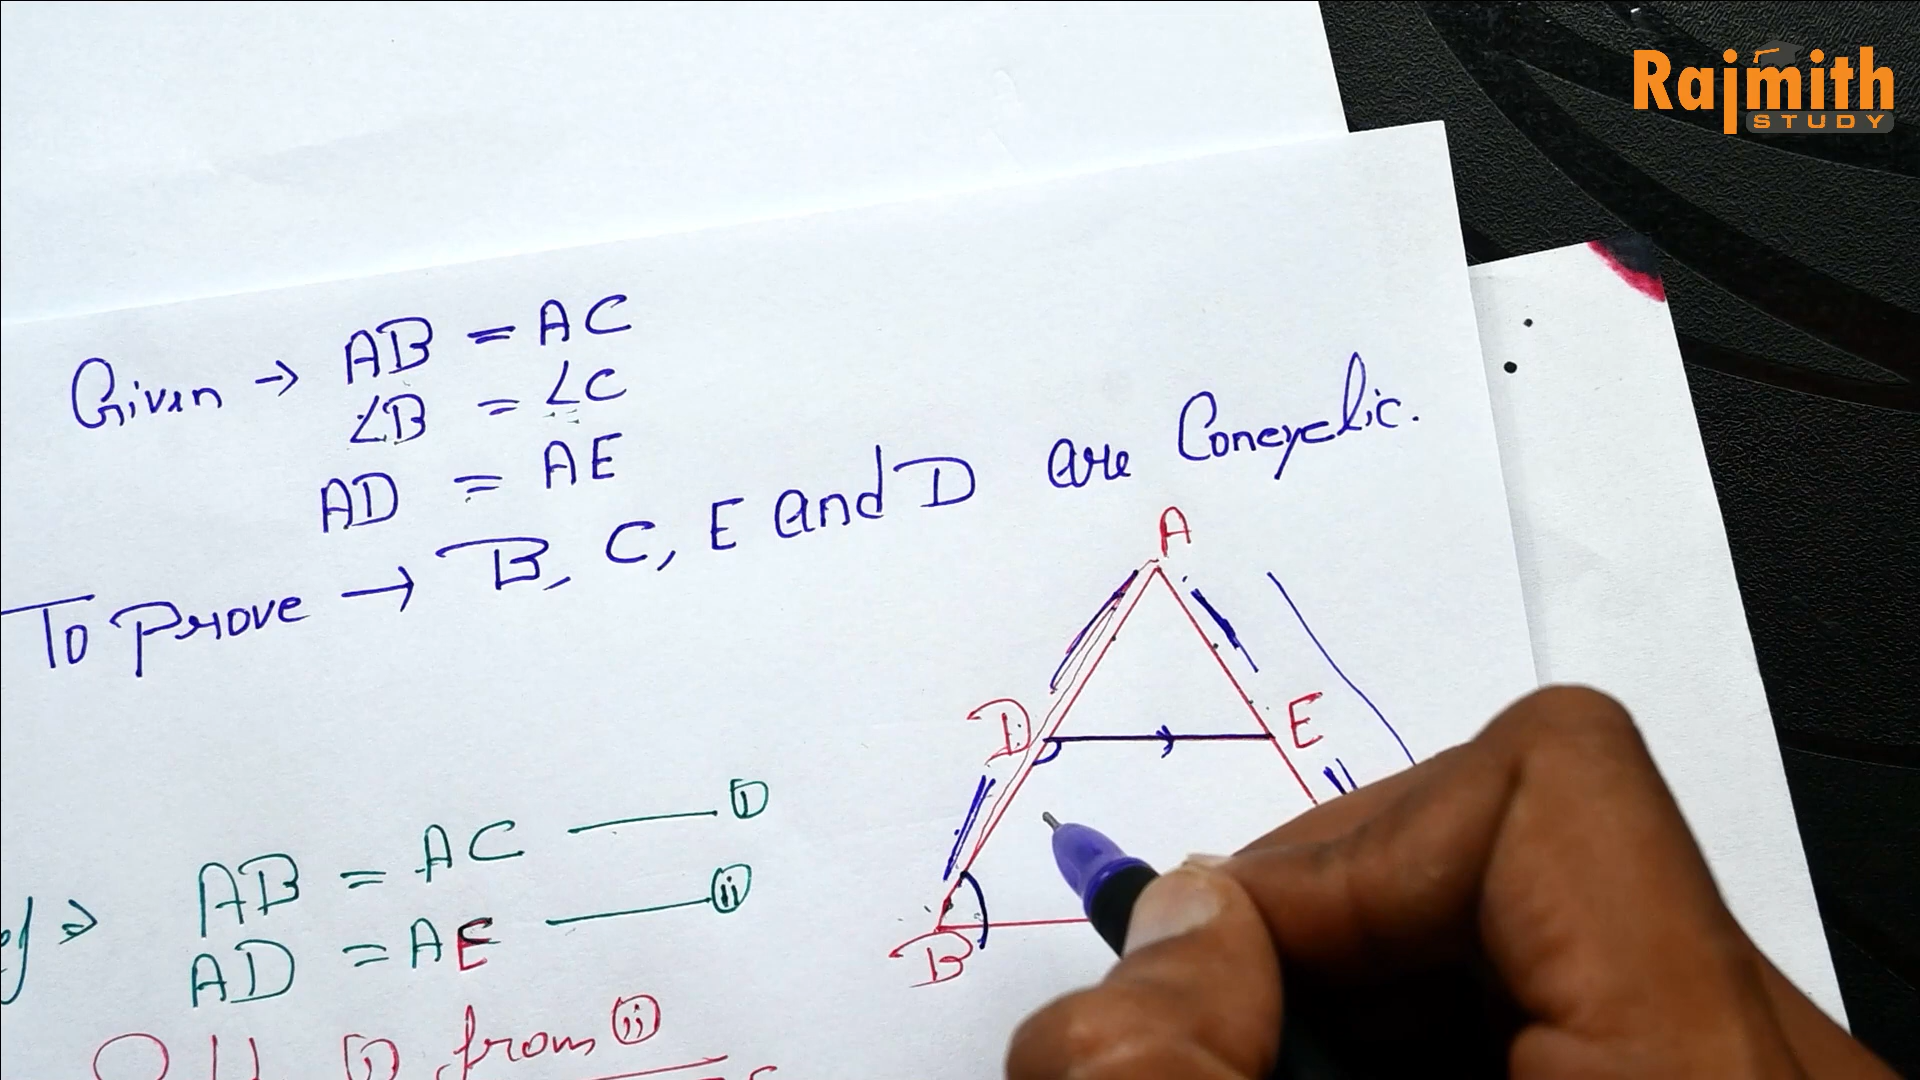 Rajmith
STUDY
Given → AB = AC
∠B = ∠C
AD = AE
To Prove → B, C, E and D are Concyclic.
A
D
E
B
AB = AC —— (i)
⇒
AD = AE —— (ii)
(i) from (ii)